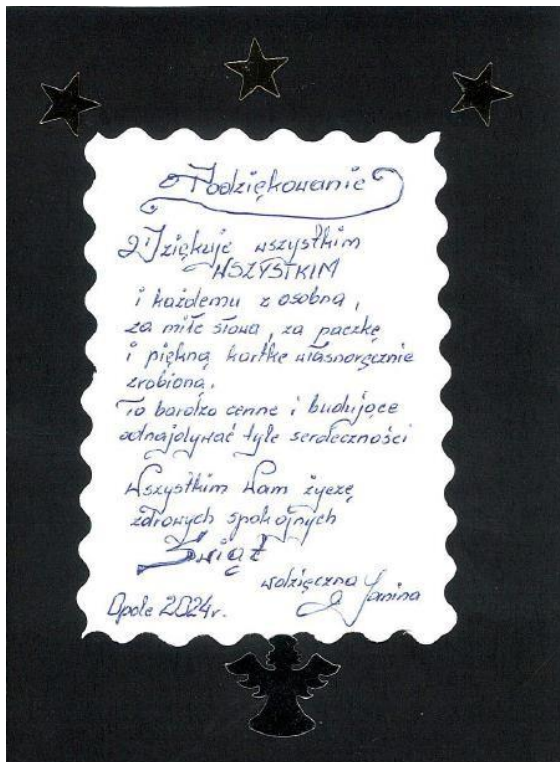 Podziękowanie
Dziękuję wszystkim
WSZYSTKIM
i każdemu z osobna,
za miłe słowa, za paczkę
i piękną kartkę własnoręcznie
zrobioną.
To bardzo cenne i budujące
odnajdywać tyle serdeczności
Wszystkim Wam życzę
zdrowych spokojnych
Świąt
wdzięczna Janina
Opole 2024r.